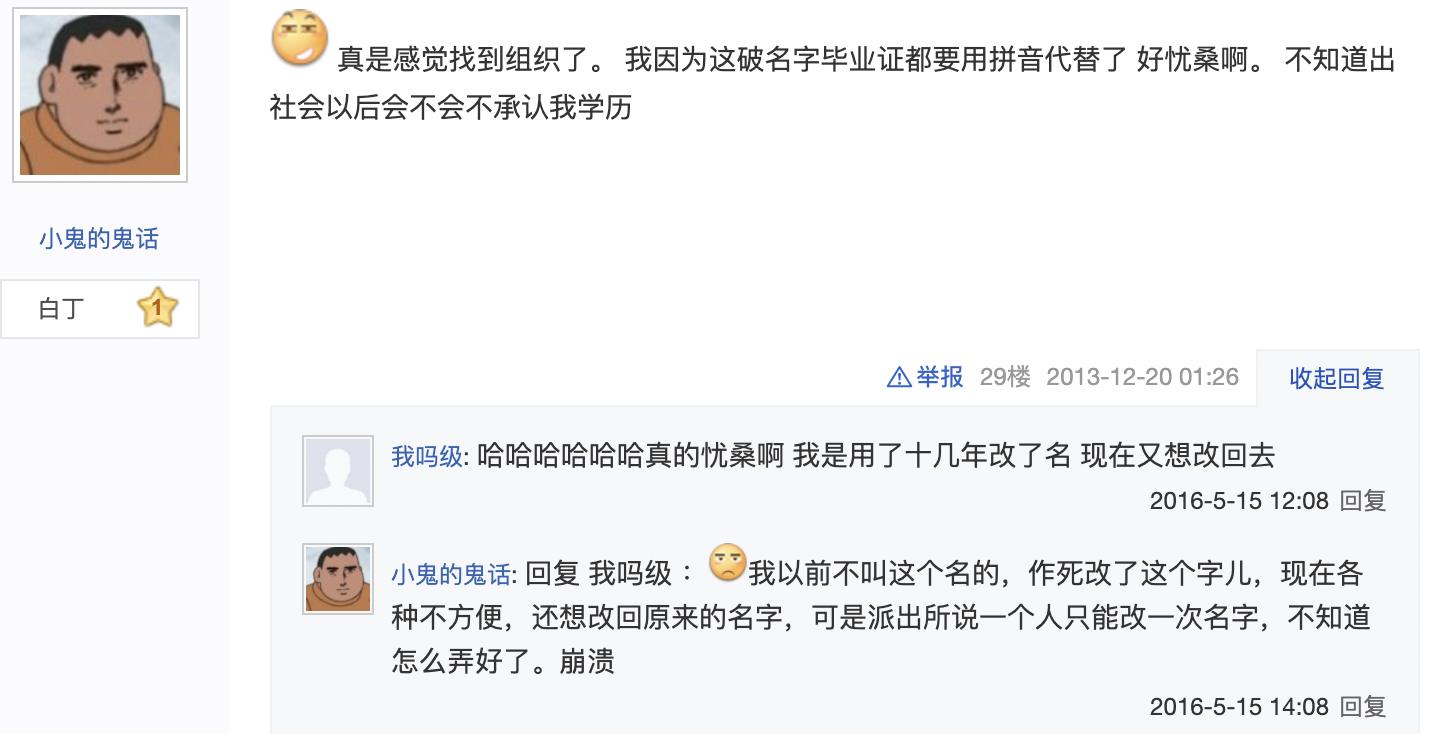 真是感觉找到组织了。 我因为这破名字毕业证都要用拼音代替了 好忧桑啊。 不知道出
社会以后会不会不承认我学历
小鬼的鬼话
白丁 1
举报 29楼 2013-12-20 01:26 收起回复
我吗级: 哈哈哈哈哈哈真的忧桑啊 我是用了十几年改了名 现在又想改回去
2016-5-15 12:08 回复
小鬼的鬼话: 回复 我吗级 ：我以前不叫这个名的，作死改了这个字儿，现在各
种不方便，还想改回原来的名字，可是派出所说一个人只能改一次名字，不知道
怎么弄好了。崩溃
2016-5-15 14:08 回复